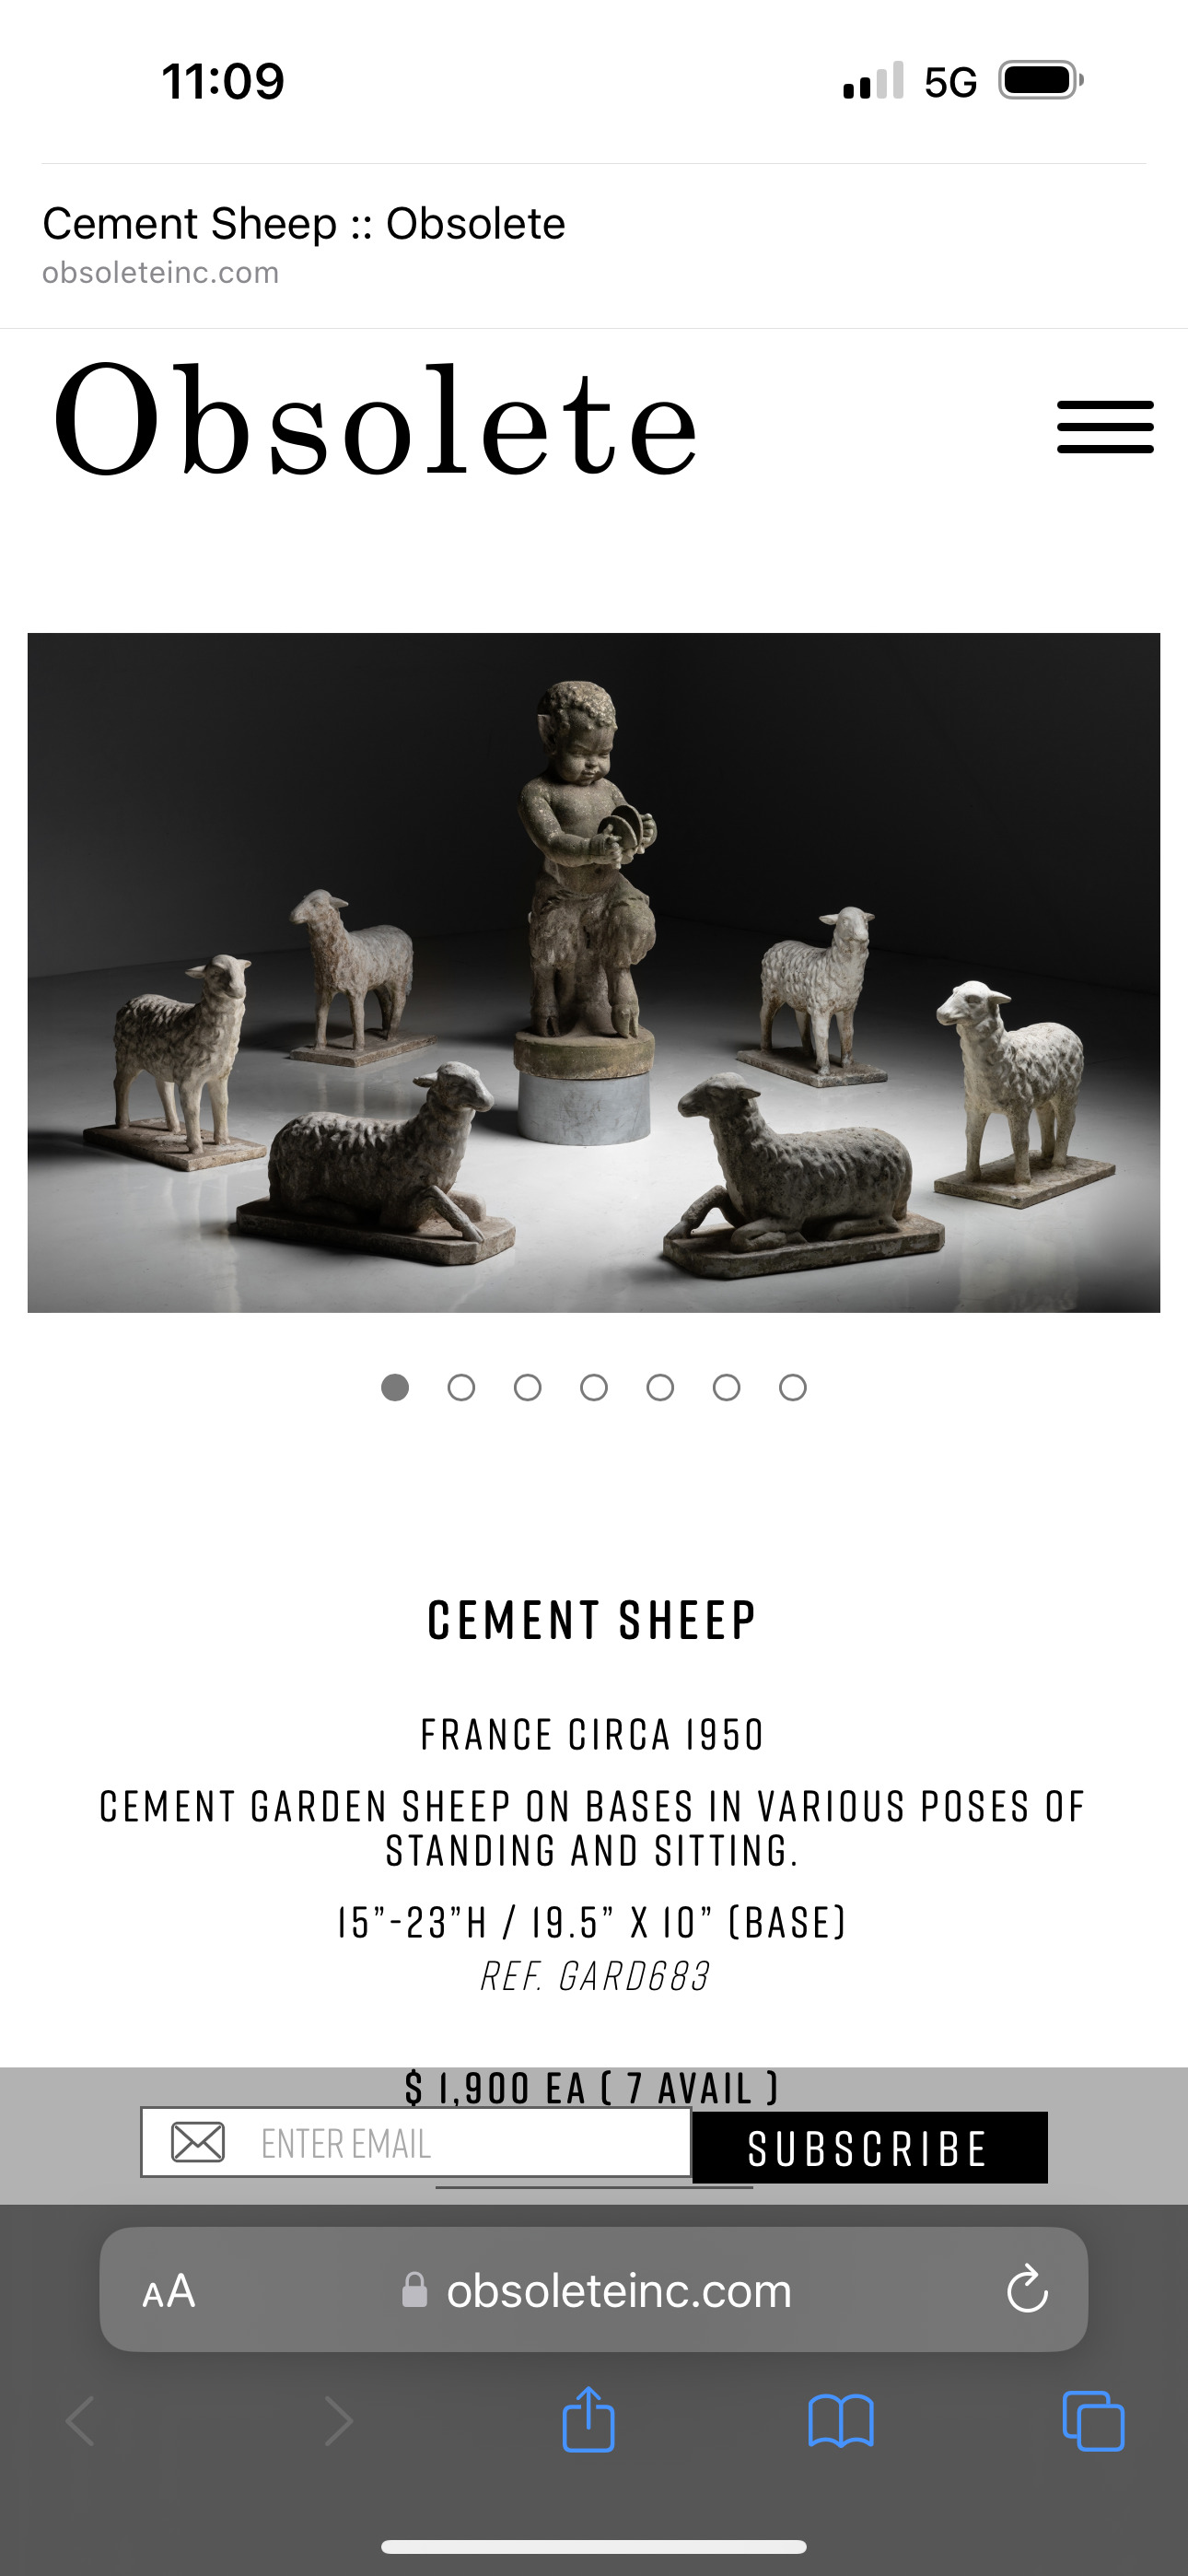 11:09
5G
Cement Sheep :: Obsolete
obsoleteinc.com
Obsolete
CEMENT SHEEP
FRANCE CIRCA 1950
CEMENT GARDEN SHEEP ON BASES IN VARIOUS POSES OF
STANDING AND SITTING.
15”-23”H / 19.5” X 10” (BASE)
REF. GARD683
$ 1,900 EA ( 7 AVAIL )
ENTER EMAIL
SUBSCRIBE
AA
obsoleteinc.com